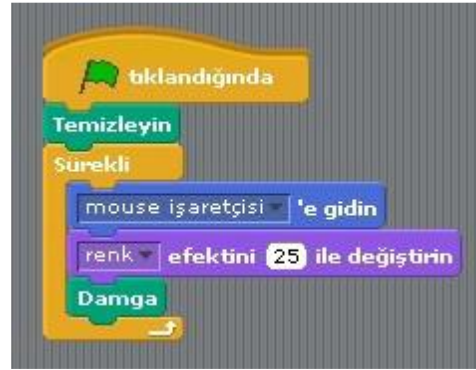 tıklandığında
Temizleyin
Sürekli
mouse işaretçisi 'e gidin
renk efektini 25 ile değiştirin
Damga